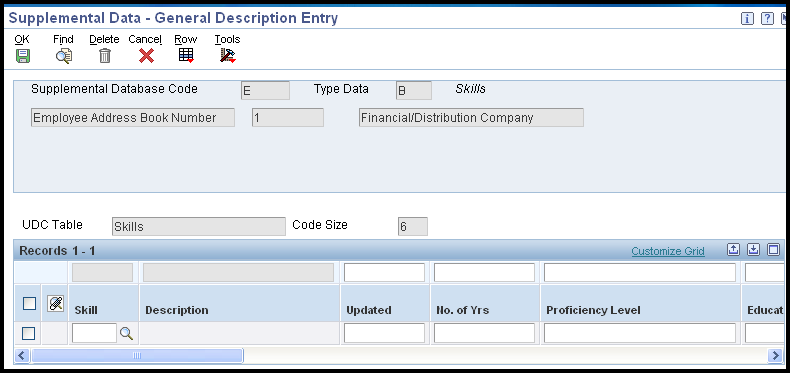 Supplemental Data - General Description Entry
OK Find Delete Cancel Row Tools
Supplemental Database Code E Type Data B Skills
Employee Address Book Number 1 Financial/Distribution Company
UDC Table Skills Code Size 6
Records 1 - 1 Customize Grid
Skill Description Updated No. of Yrs Proficiency Level Educat